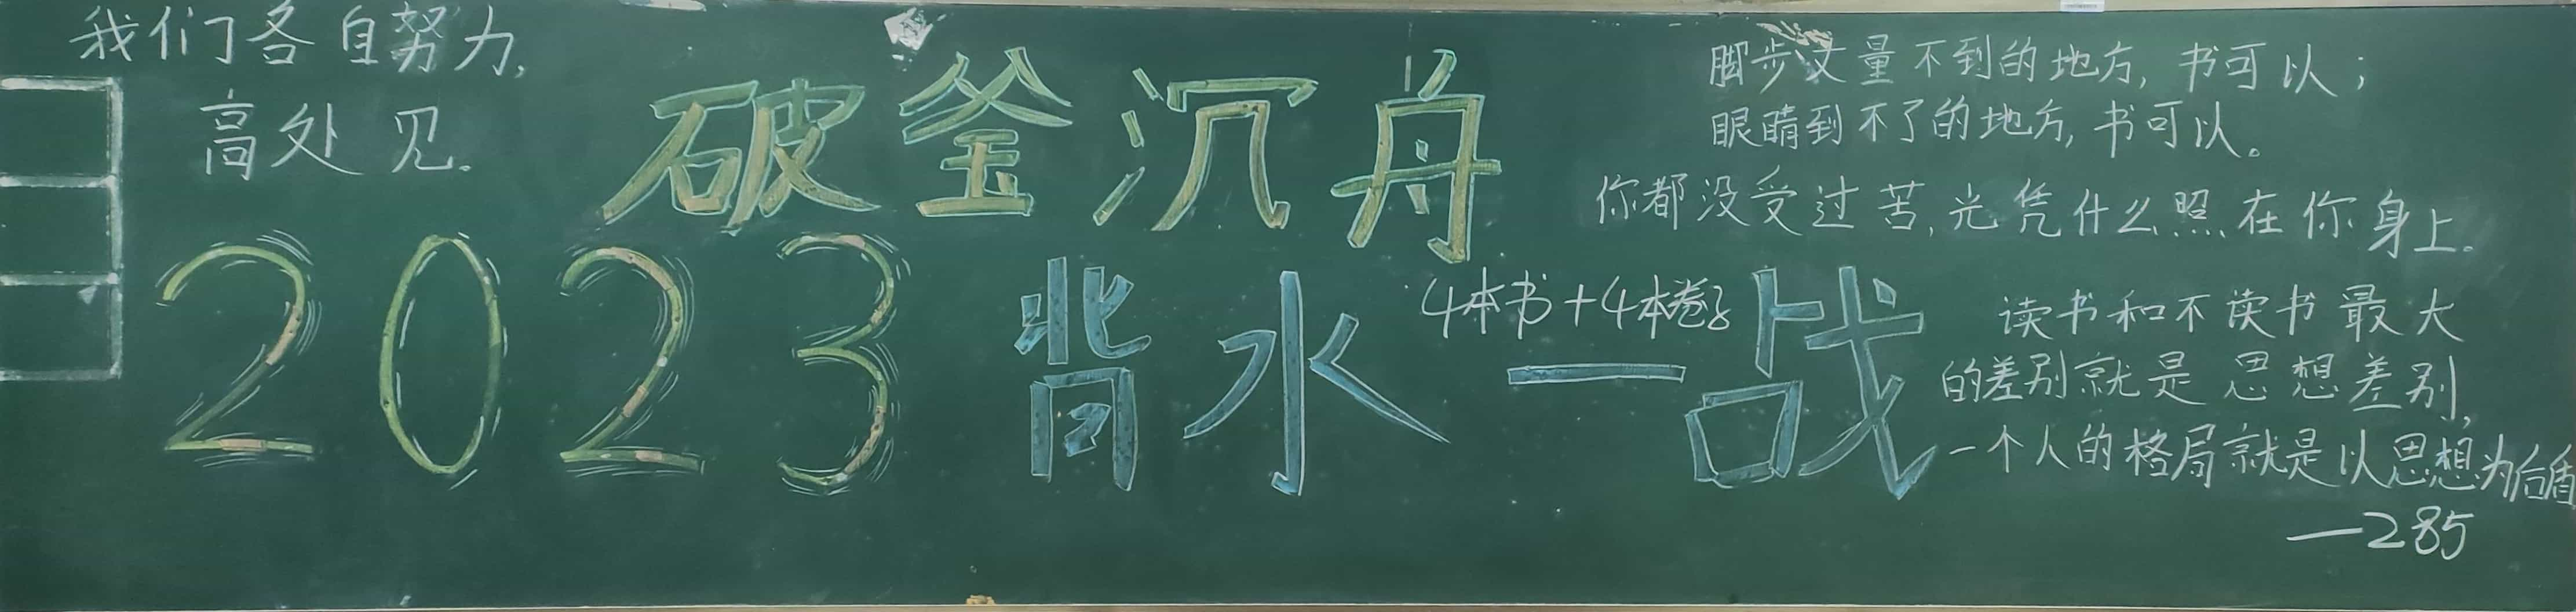 我们各自努力,
高处见.
破釜沉舟
2023 背水一战
4本书+4本卷子
脚步丈量不到的地方,书可以;
眼睛到不了的地方,书可以。
你都没受过苦,光凭什么照在你身上.
读书和不读书最大
的差别就是思想差别,
一个人的格局就是以思想为后盾
—285